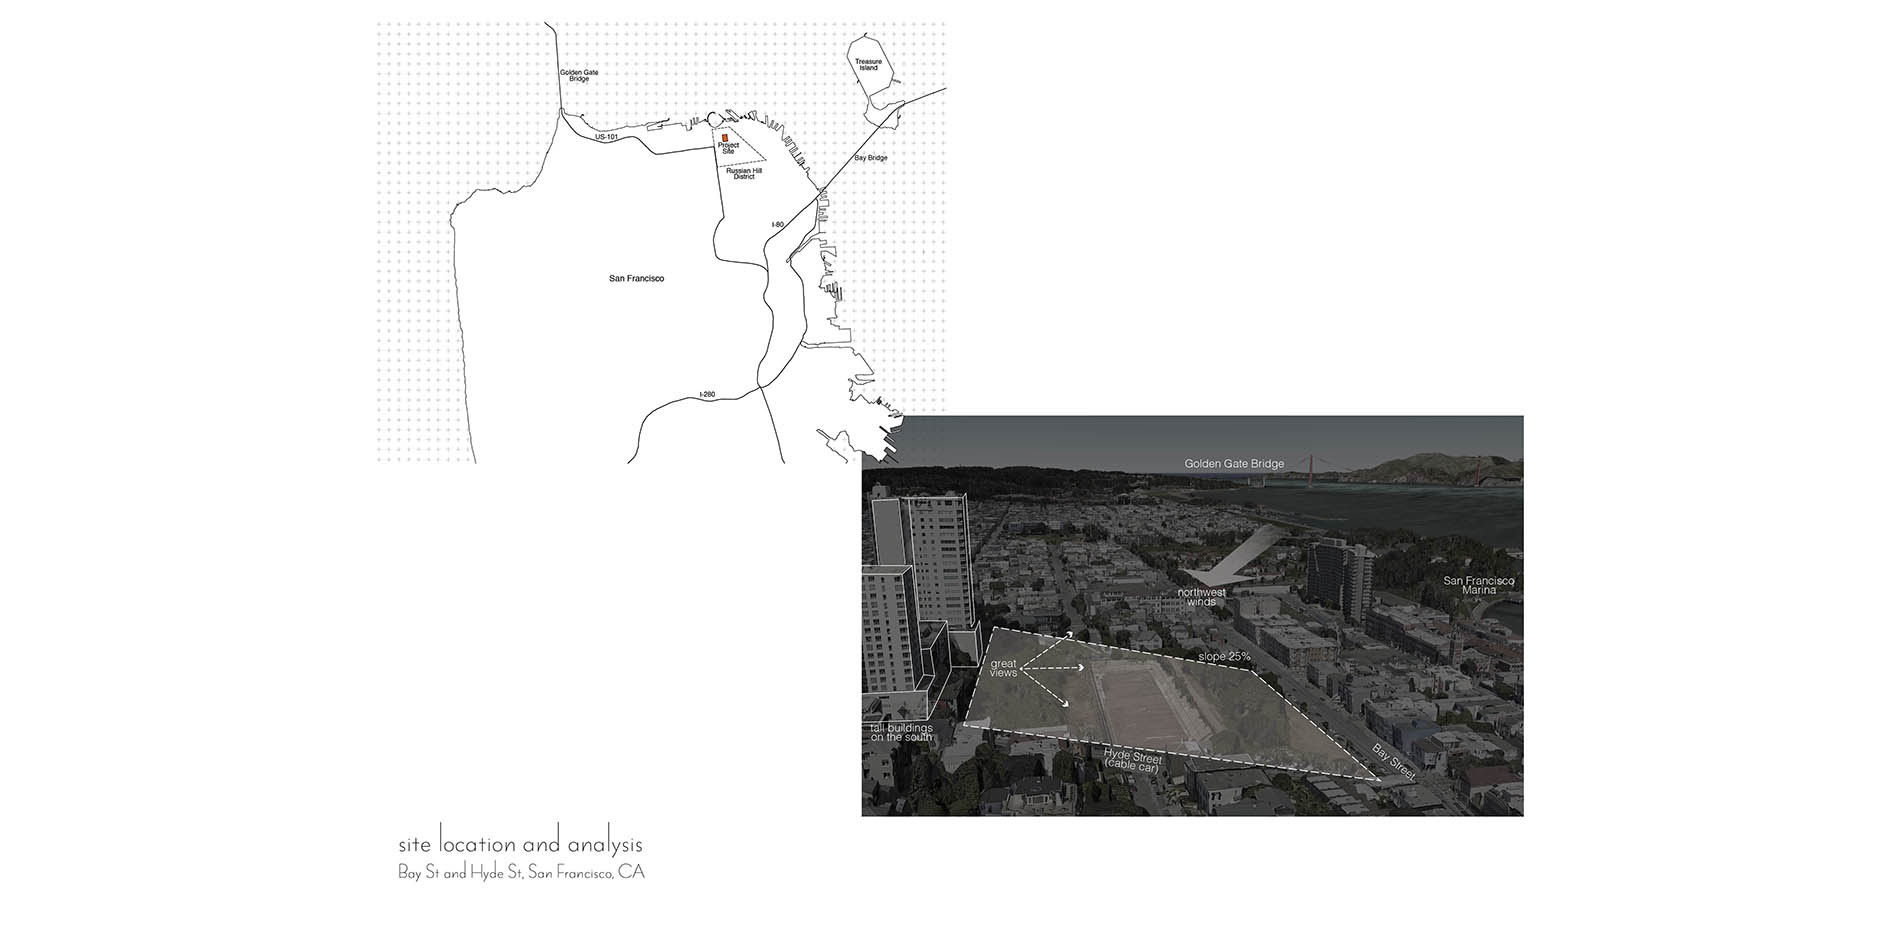 Golden Gate
Bridge
Treasure
Island
US-101
Project
Site
Bay Bridge
Russian Hill
District
I-80
San Francisco
I-280
Golden Gate Bridge
northwest
winds
San Francisco
Marina
slope 25%
great
views
tall buildings
on the south
Hyde Street
(cable car)
Bay Street
site location and analysis
Bay St and Hyde St, San Francisco, CA